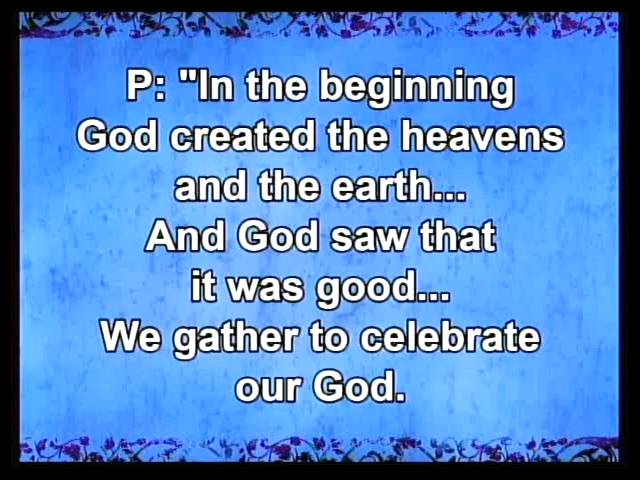 P: "In the beginning
God created the heavens
and the earth...
And God saw that
it was good...
We gather to celebrate
our God.